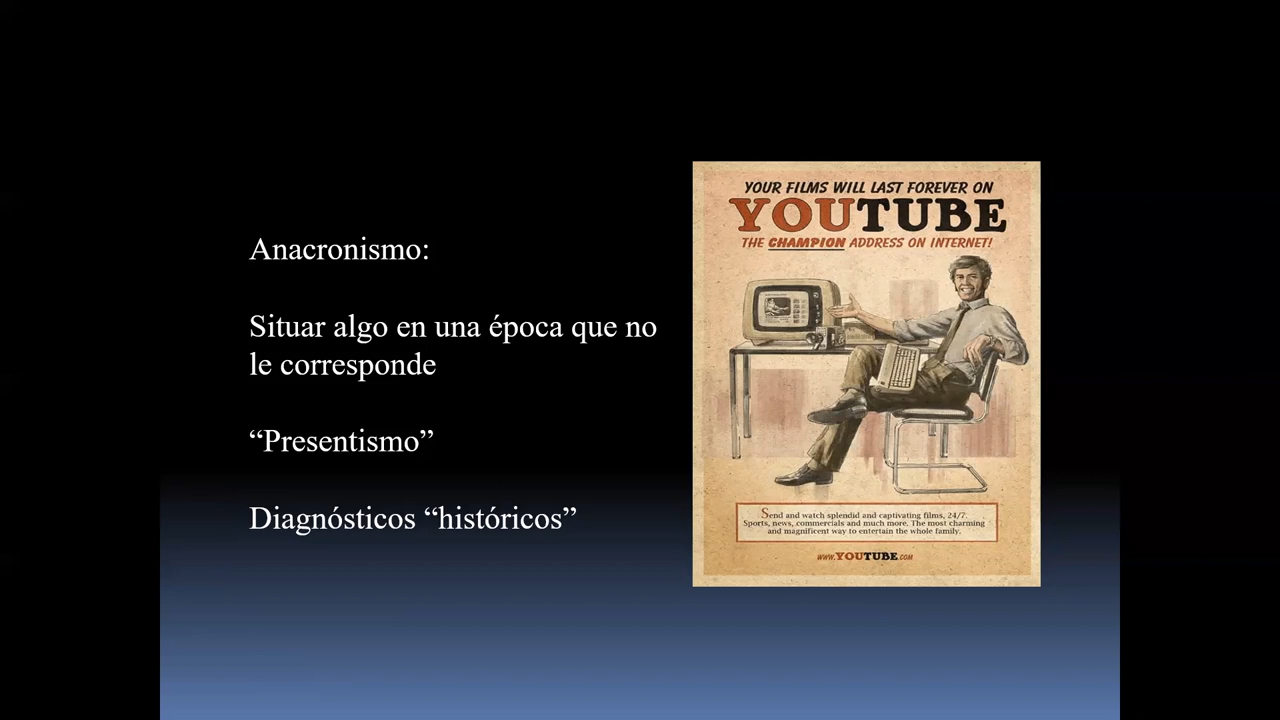 Anacronismo:
Situar algo en una época que no
le corresponde
“Presentismo”
Diagnósticos “históricos”
YOUR FILMS WILL LAST FOREVER ON
YOUTUBE
THE CHAMPION ADDRESS ON INTERNET!
Send and watch splendid and captivating films, 24/7.
Sports, news, commercials and much more. The most charming
and magnificent way to entertain the whole family.
WWW.YOUTUBE.COM